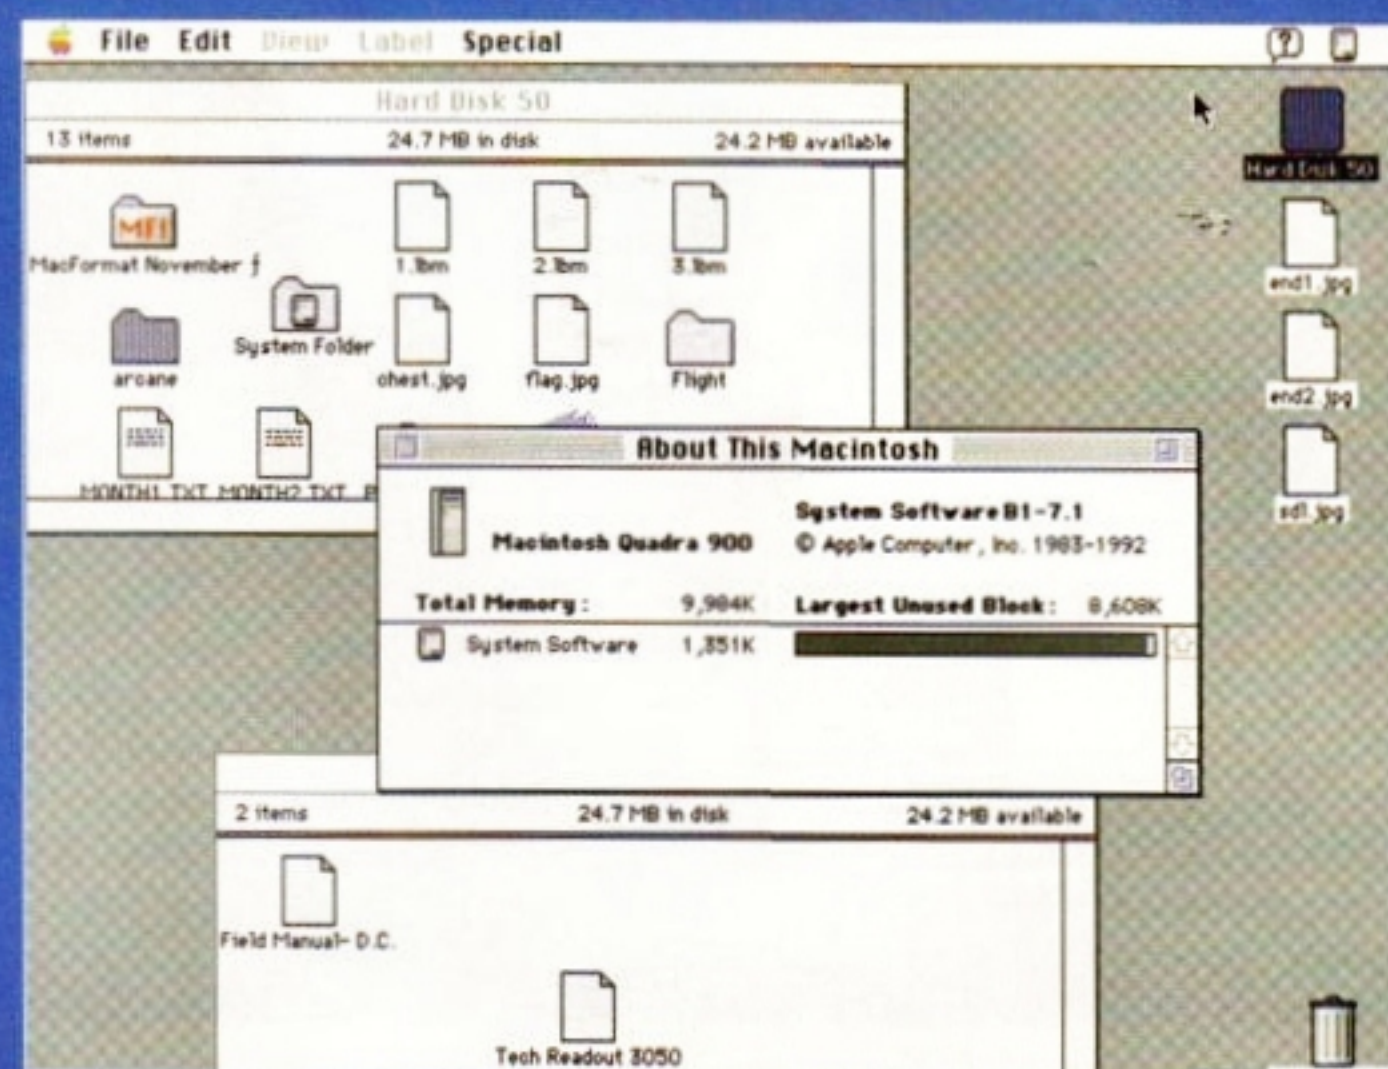 File Edit View Label Special
Hard Disk 50
13 items 24.7 MB in disk 24.2 MB available
Hard Disk 50
MacFormat November ƒ
1.lbm 2.lbm 3.lbm
end1.jpg
System Folder
arcane chest.jpg flag.jpg Flight
end2.jpg
MONTH1.TXT MONTH2.TXT
sd1.jpg
About This Macintosh
Macintosh Quadra 900
System Software B1-7.1
© Apple Computer, Inc. 1983-1992
Total Memory: 9,984K Largest Unused Block: 8,608K
System Software 1,351K
2 items 24.7 MB in disk 24.2 MB available
Field Manual- D.C.
Tech Readout 3050